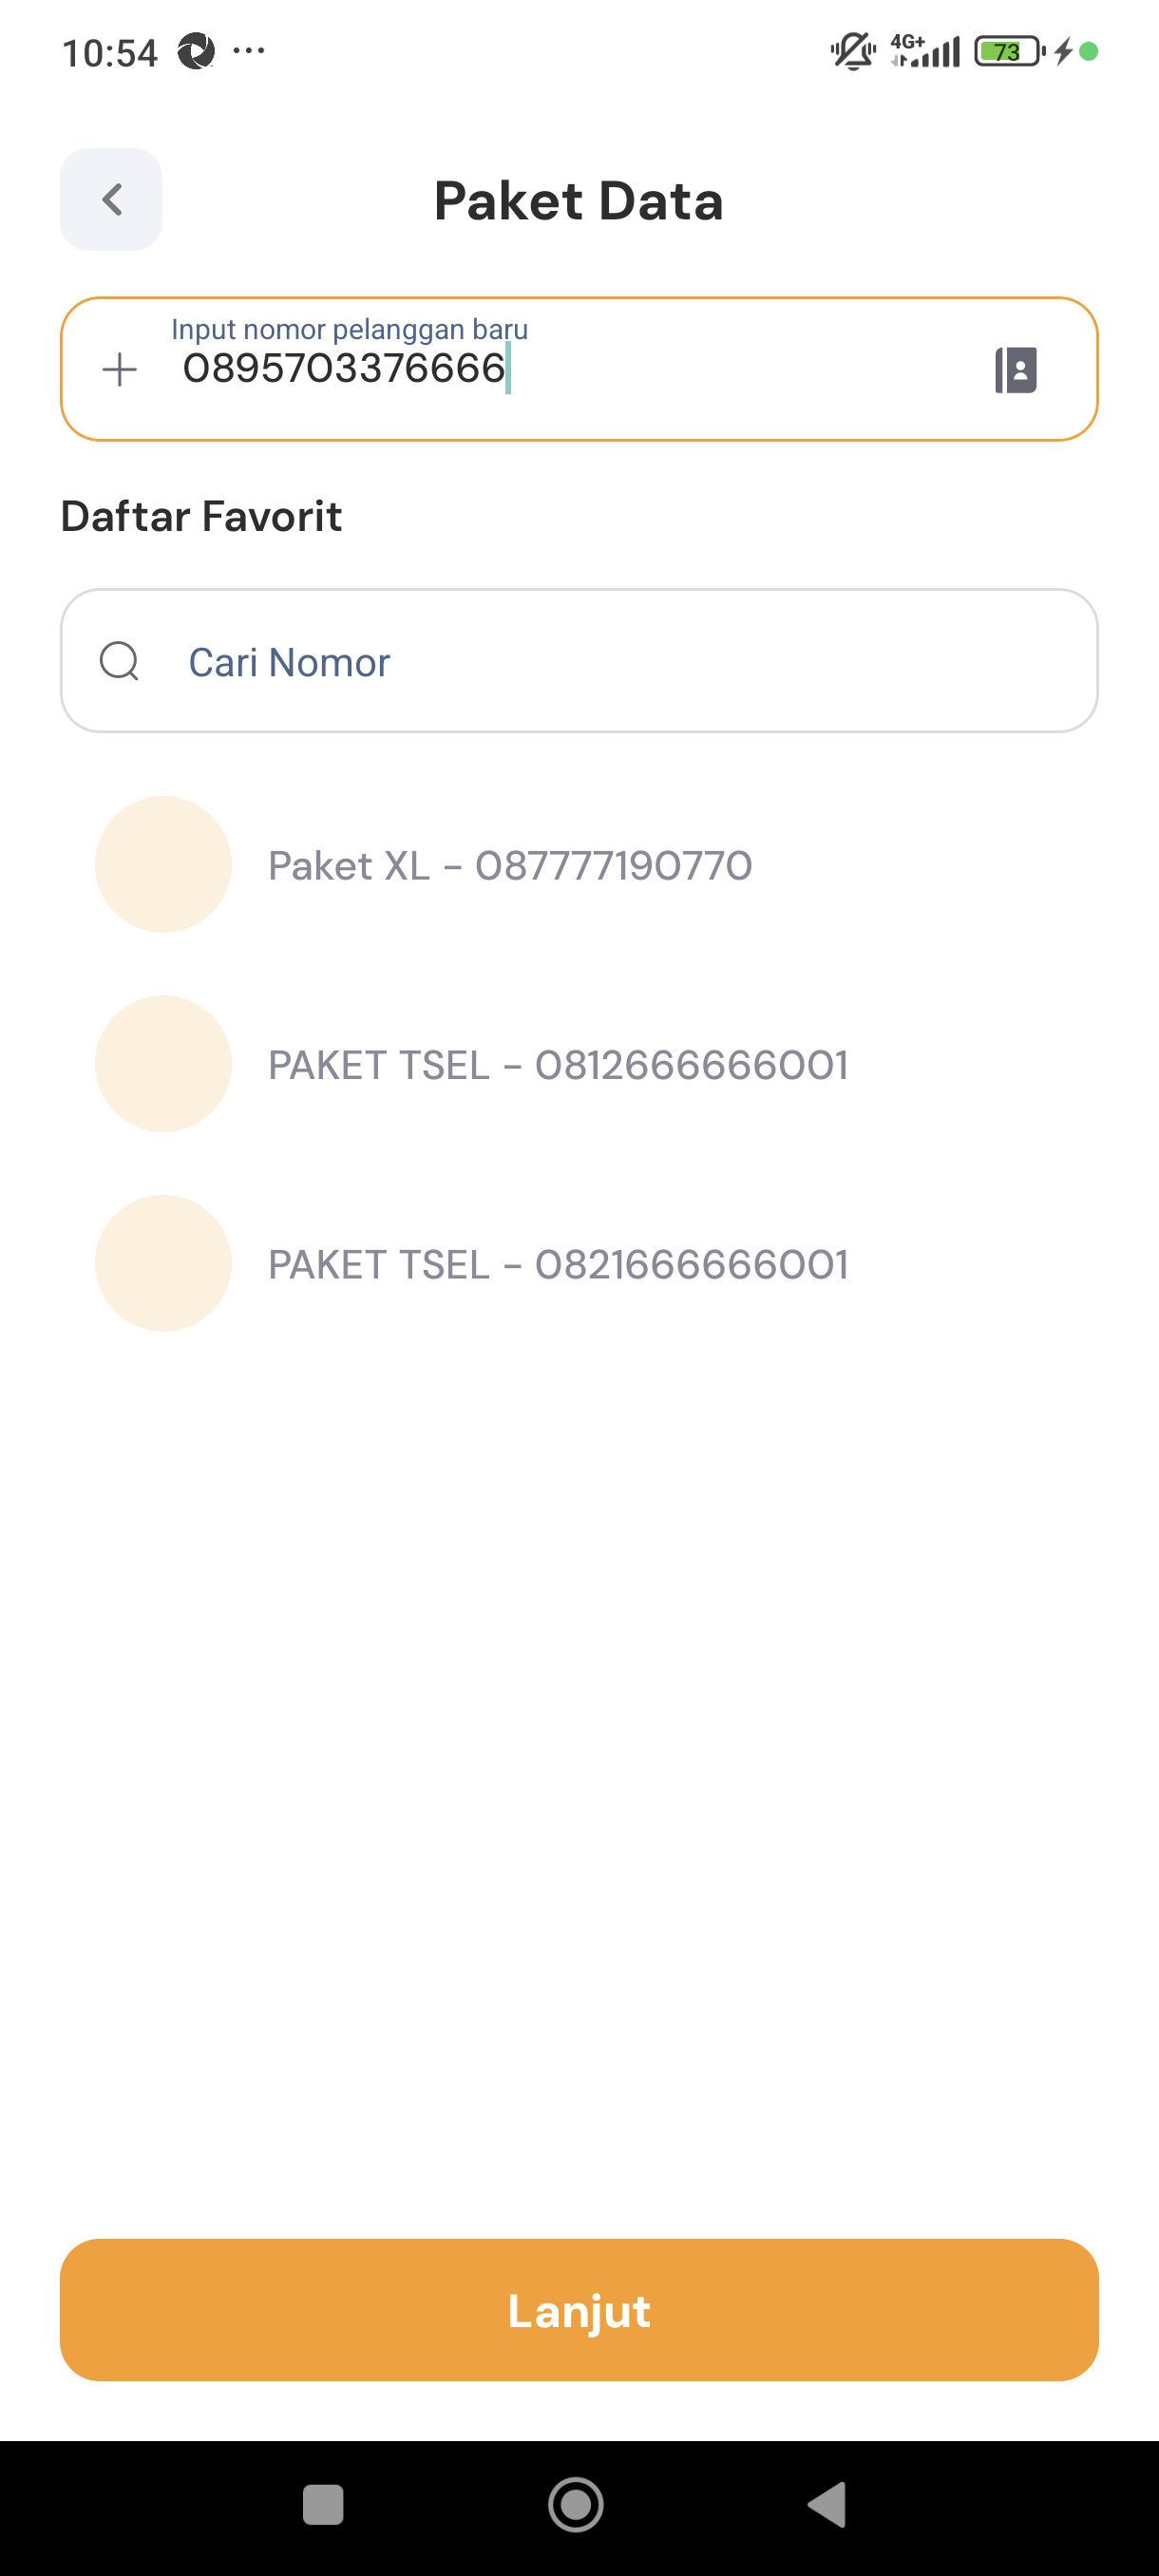 10:54
4G+
73
Paket Data
Input nomor pelanggan baru
0895703376666
Daftar Favorit
Cari Nomor
Paket XL - 087777190770
PAKET TSEL - 0812666666001
PAKET TSEL - 0821666666001
Lanjut